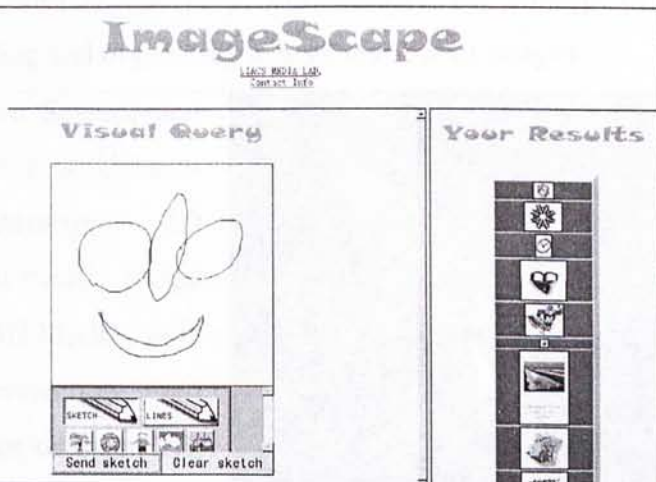 ImageScape
LIACS MEDIA LAB.
Contact Info
Visual Query
Your Results
SKETCH
LINES
Send sketch
Clear sketch